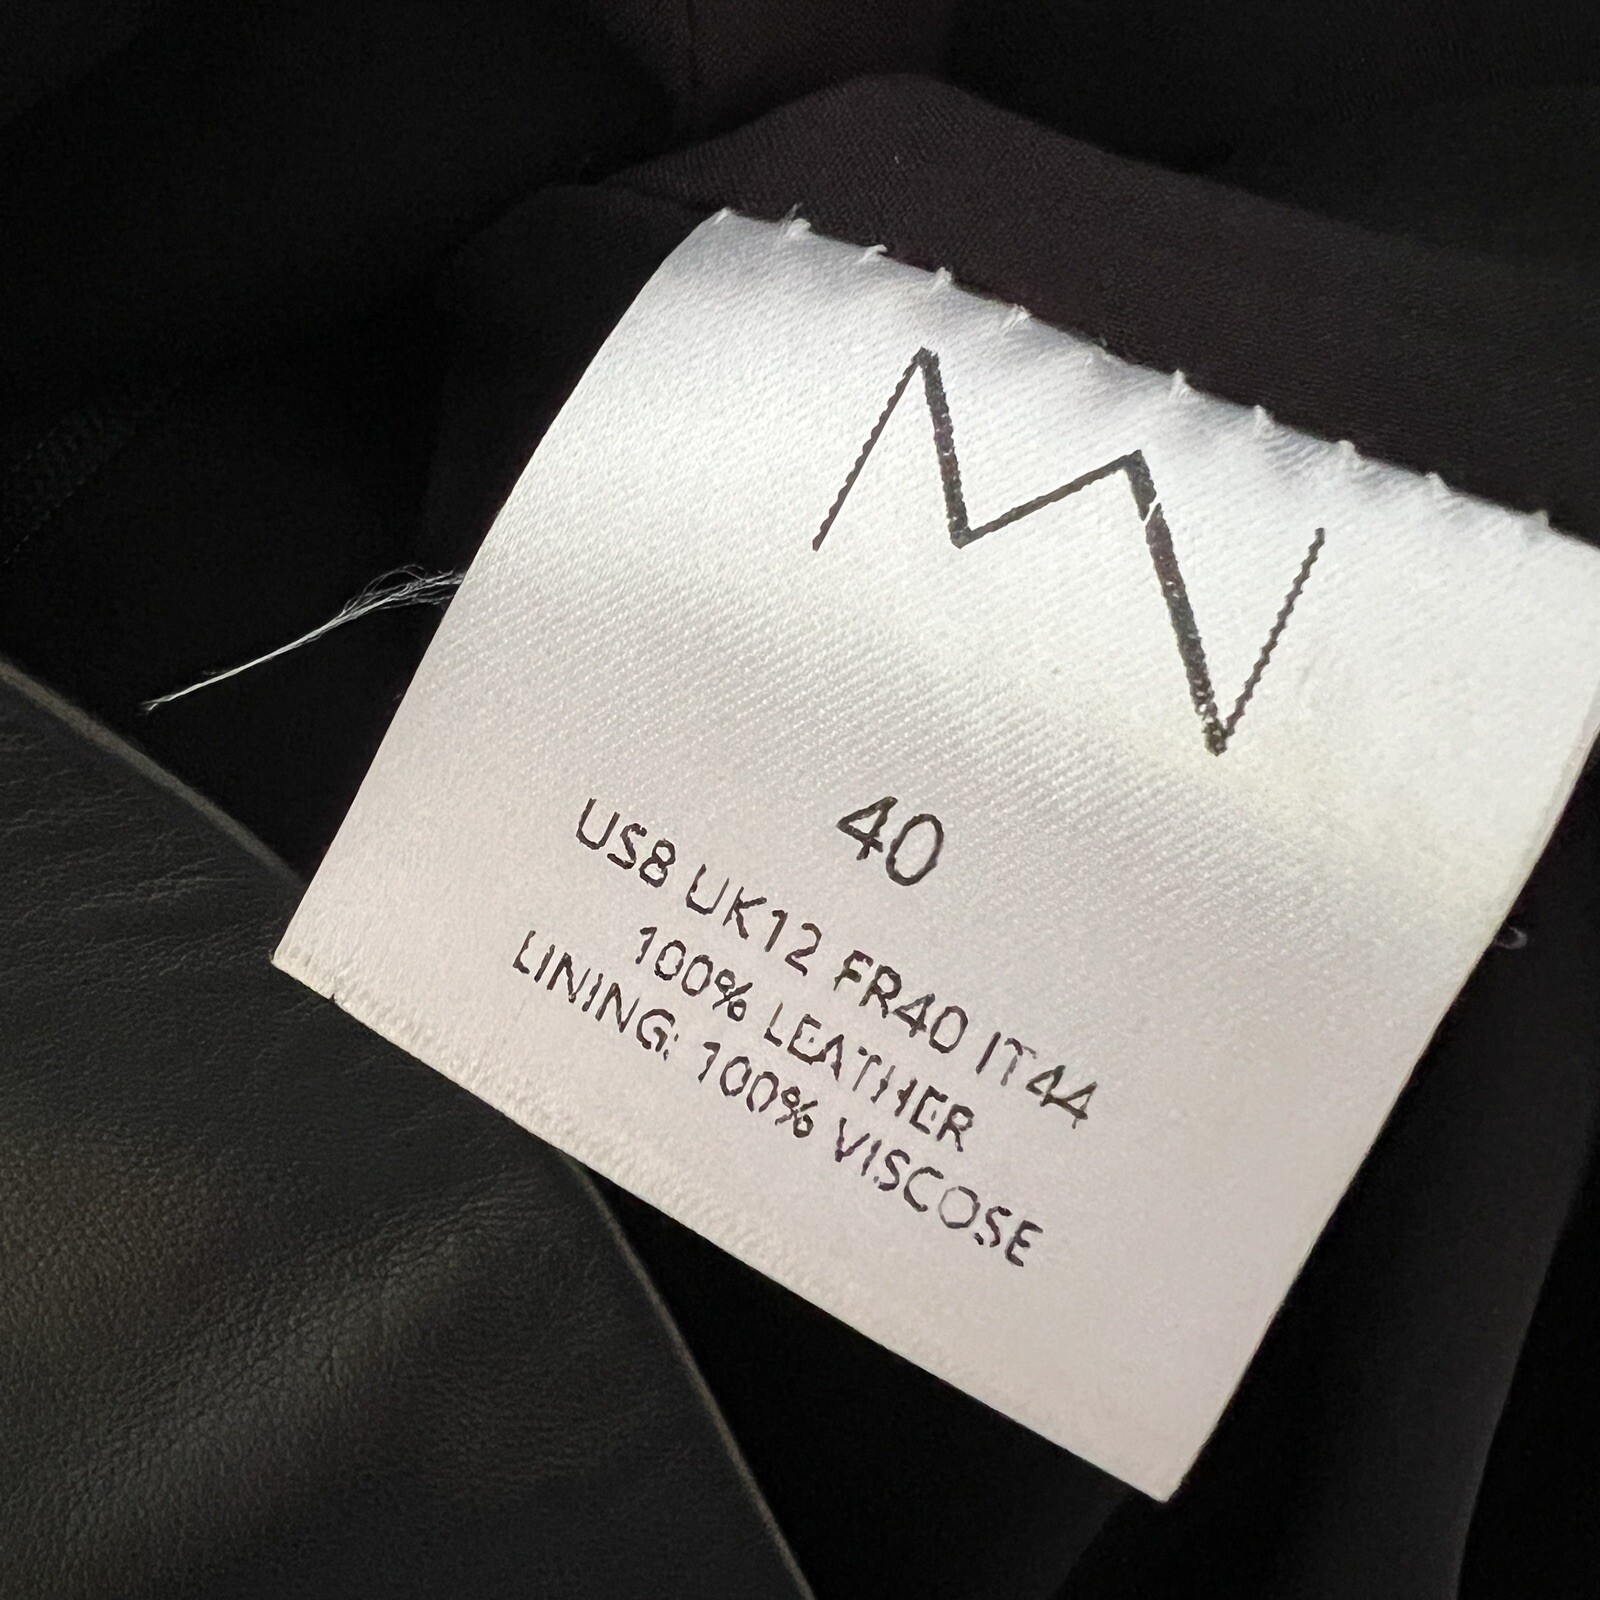 40
US8 UK12 FR40 IT44
100% LEATHER
LINING: 100% VISCOSE